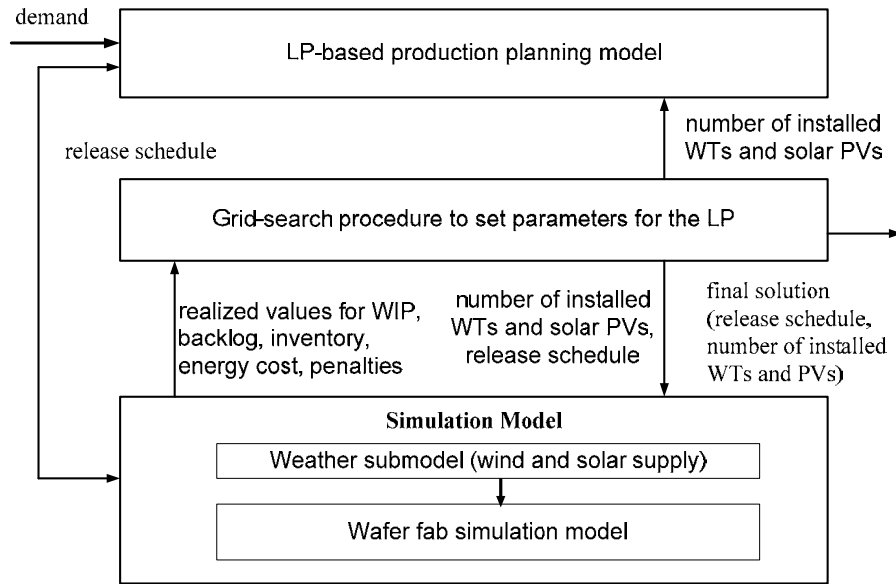 demand
LP-based production planning model
release schedule
number of installed
WTs and solar PVs
Grid-search procedure to set parameters for the LP
realized values for WIP,
backlog, inventory,
energy cost, penalties
number of installed
WTs and solar PVs,
release schedule
final solution
(release schedule,
number of installed
WTs and PVs)
Simulation Model
Weather submodel (wind and solar supply)
Wafer fab simulation model